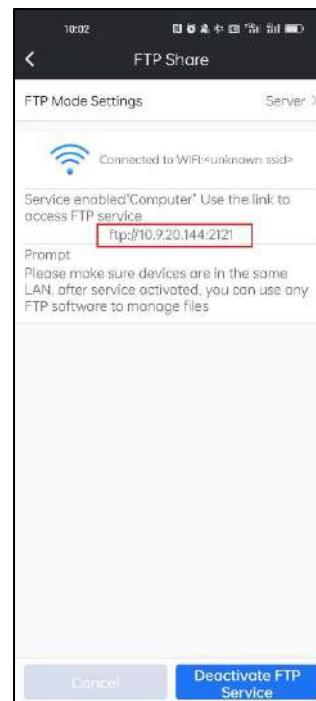 10:02
FTP Share
FTP Mode Settings Server
Connected to WIFI:<unknown ssid>
Service enabled"Computer" Use the link to
access FTP service
ftp://10.9.20.144:2121
Prompt
Please make sure devices are in the same
LAN, after service activated, you can use any
FTP software to manage files
Cancel
Deactivate FTP
Service